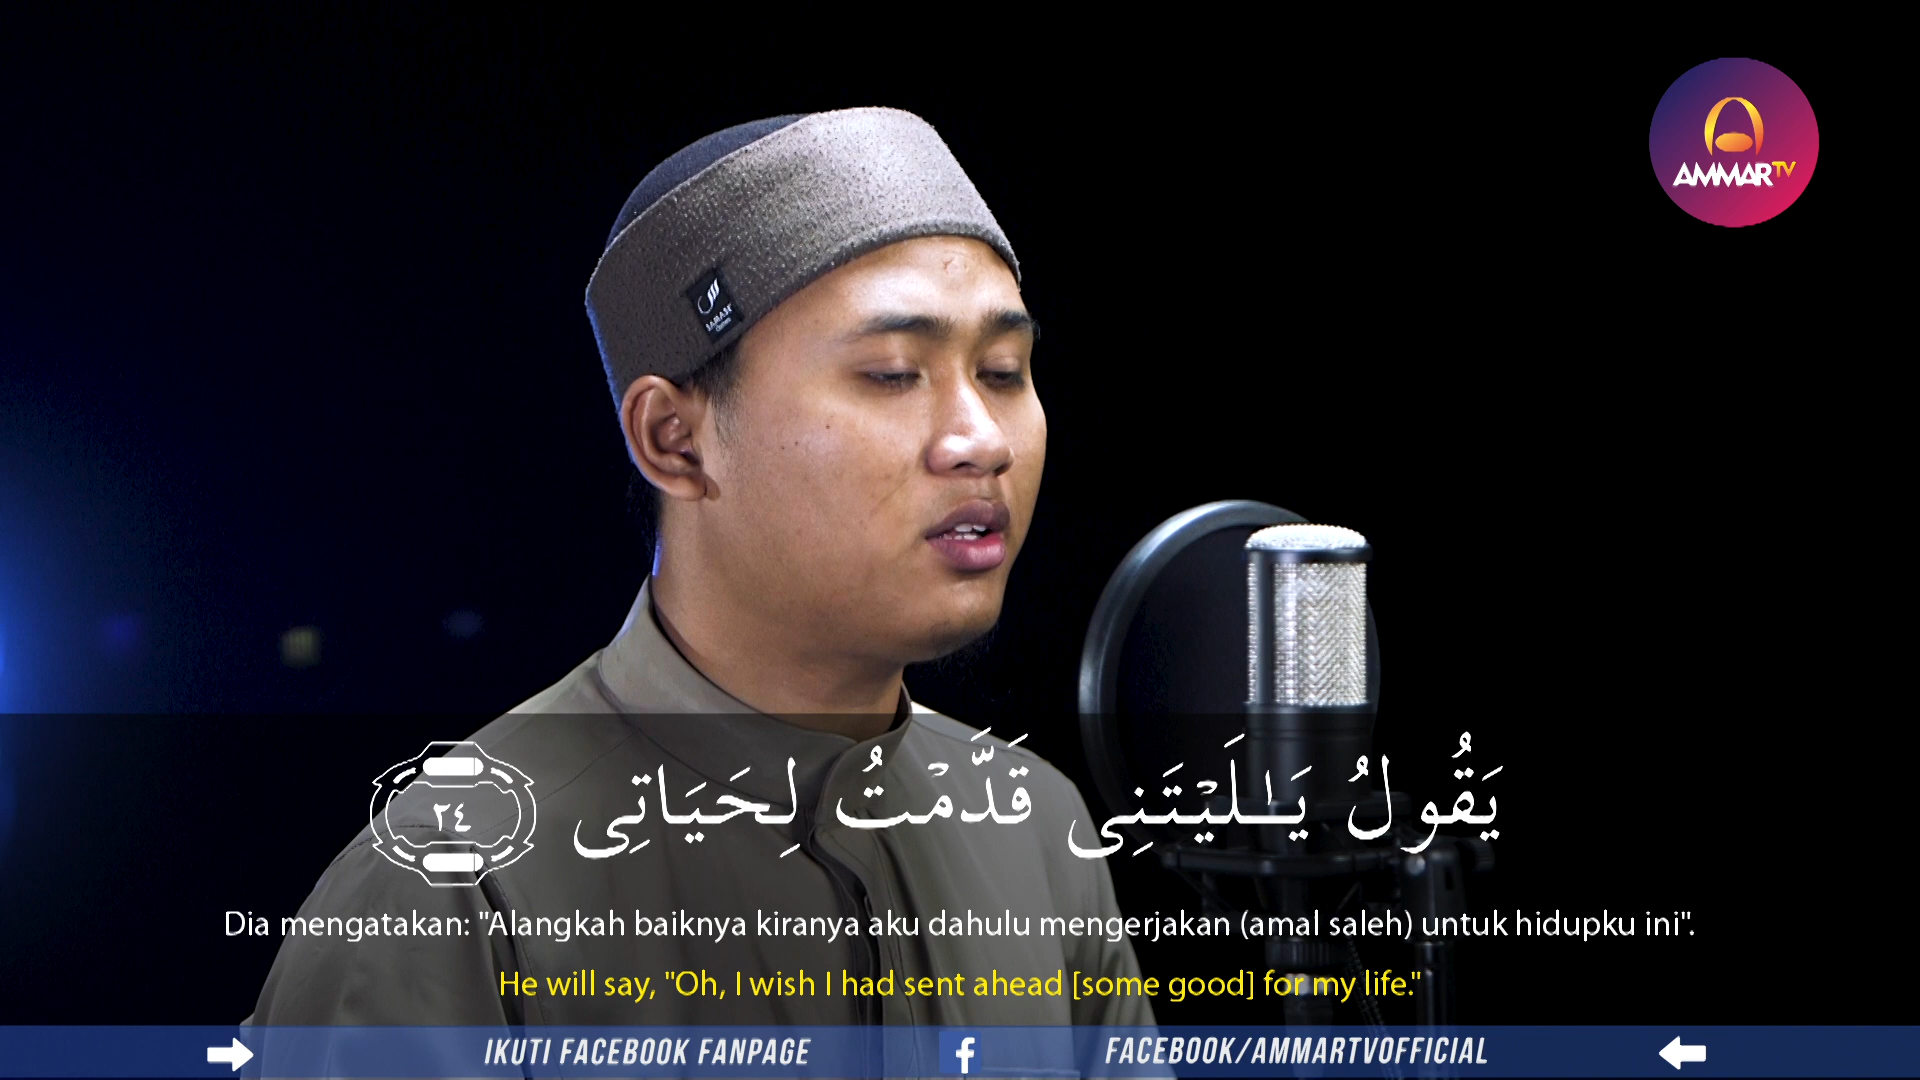 AMMARTV
يَقُولُ يَـٰلَيْتَنِى قَدَّمْتُ لِحَيَاتِى ٢٤
Dia mengatakan: "Alangkah baiknya kiranya aku dahulu mengerjakan (amal saleh) untuk hidupku ini".
He will say, "Oh, I wish I had sent ahead [some good] for my life."
IKUTI FACEBOOK FANPAGE f FACEBOOK/AMMARTVOFFICIAL